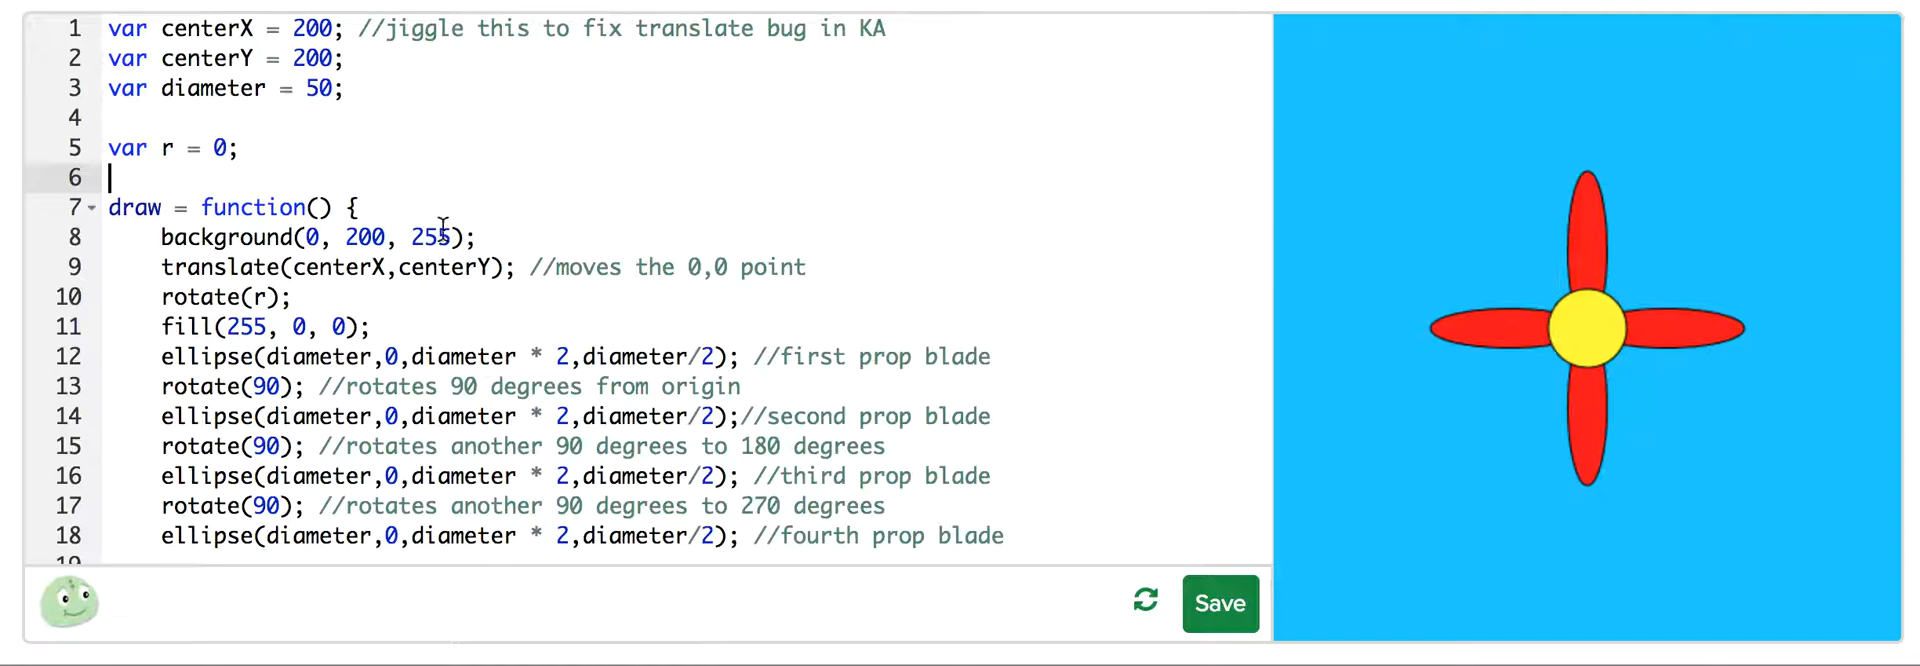 1 var centerX = 200; //jiggle this to fix translate bug in KA
2 var centerY = 200;
3 var diameter = 50;
4
5 var r = 0;
6
7 draw = function() {
8 background(0, 200, 255);
9 translate(centerX,centerY); //moves the 0,0 point
10 rotate(r);
11 fill(255, 0, 0);
12 ellipse(diameter,0,diameter * 2,diameter/2); //first prop blade
13 rotate(90); //rotates 90 degrees from origin
14 ellipse(diameter,0,diameter * 2,diameter/2);//second prop blade
15 rotate(90); //rotates another 90 degrees to 180 degrees
16 ellipse(diameter,0,diameter * 2,diameter/2); //third prop blade
17 rotate(90); //rotates another 90 degrees to 270 degrees
18 ellipse(diameter,0,diameter * 2,diameter/2); //fourth prop blade
19
Save